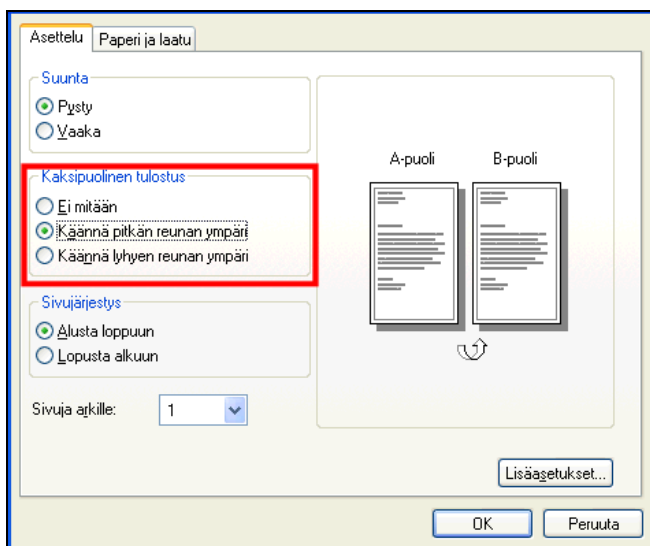 Asettelu
Paperi ja laatu
Suunta
Pysty
Vaaka
Kaksipuolinen tulostus
Ei mitään
Käännä pitkän reunan ympäri
Käännä lyhyen reunan ympäri
Sivujärjestys
Alusta loppuun
Lopusta alkuun
Sivuja arkille:
1
A-puoli
B-puoli
Lisäasetukset...
OK
Peruuta